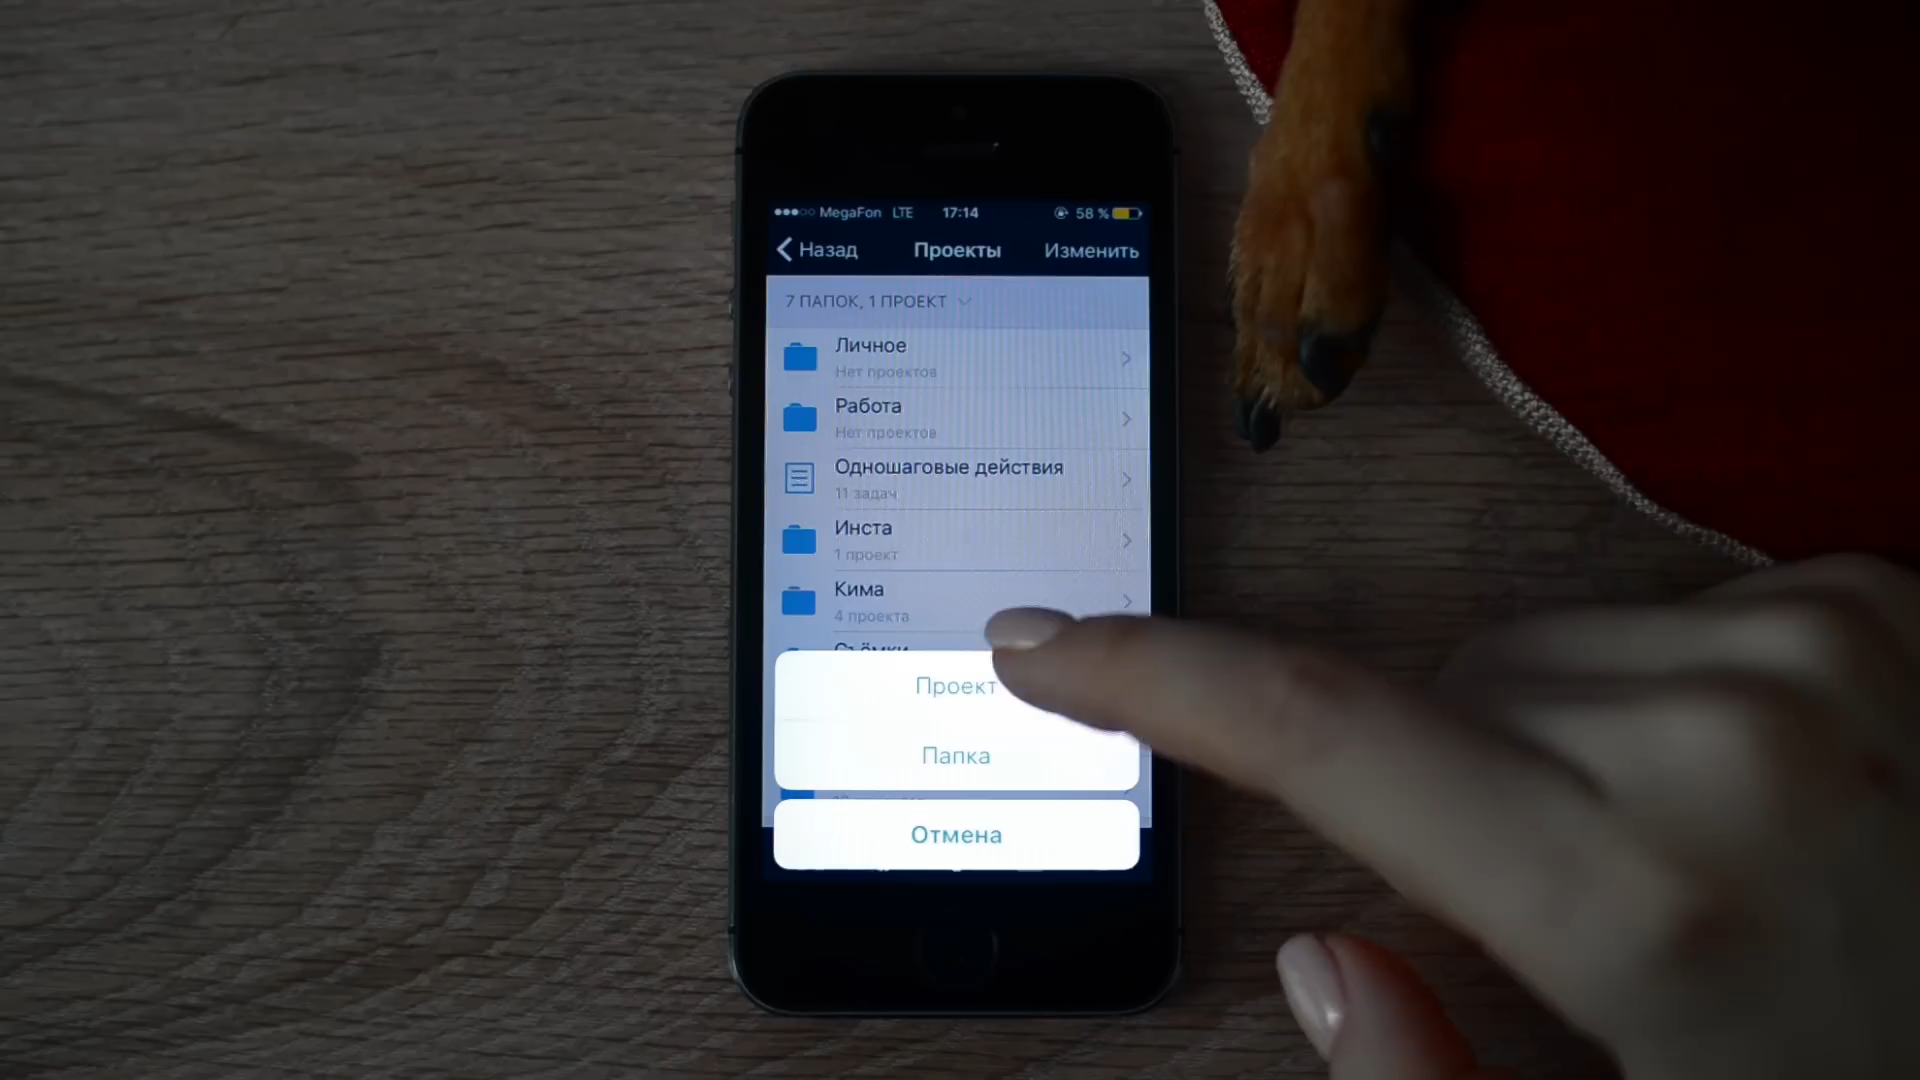 MegaFon LTE 17:14 58 %
Назад Проекты Изменить
7 ПАПОК, 1 ПРОЕКТ
Личное
Нет проектов
Работа
Нет проектов
Одношаговые действия
11 задач
Инста
1 проект
Кима
4 проекта
Съёмки
Проект
Папка
Отмена